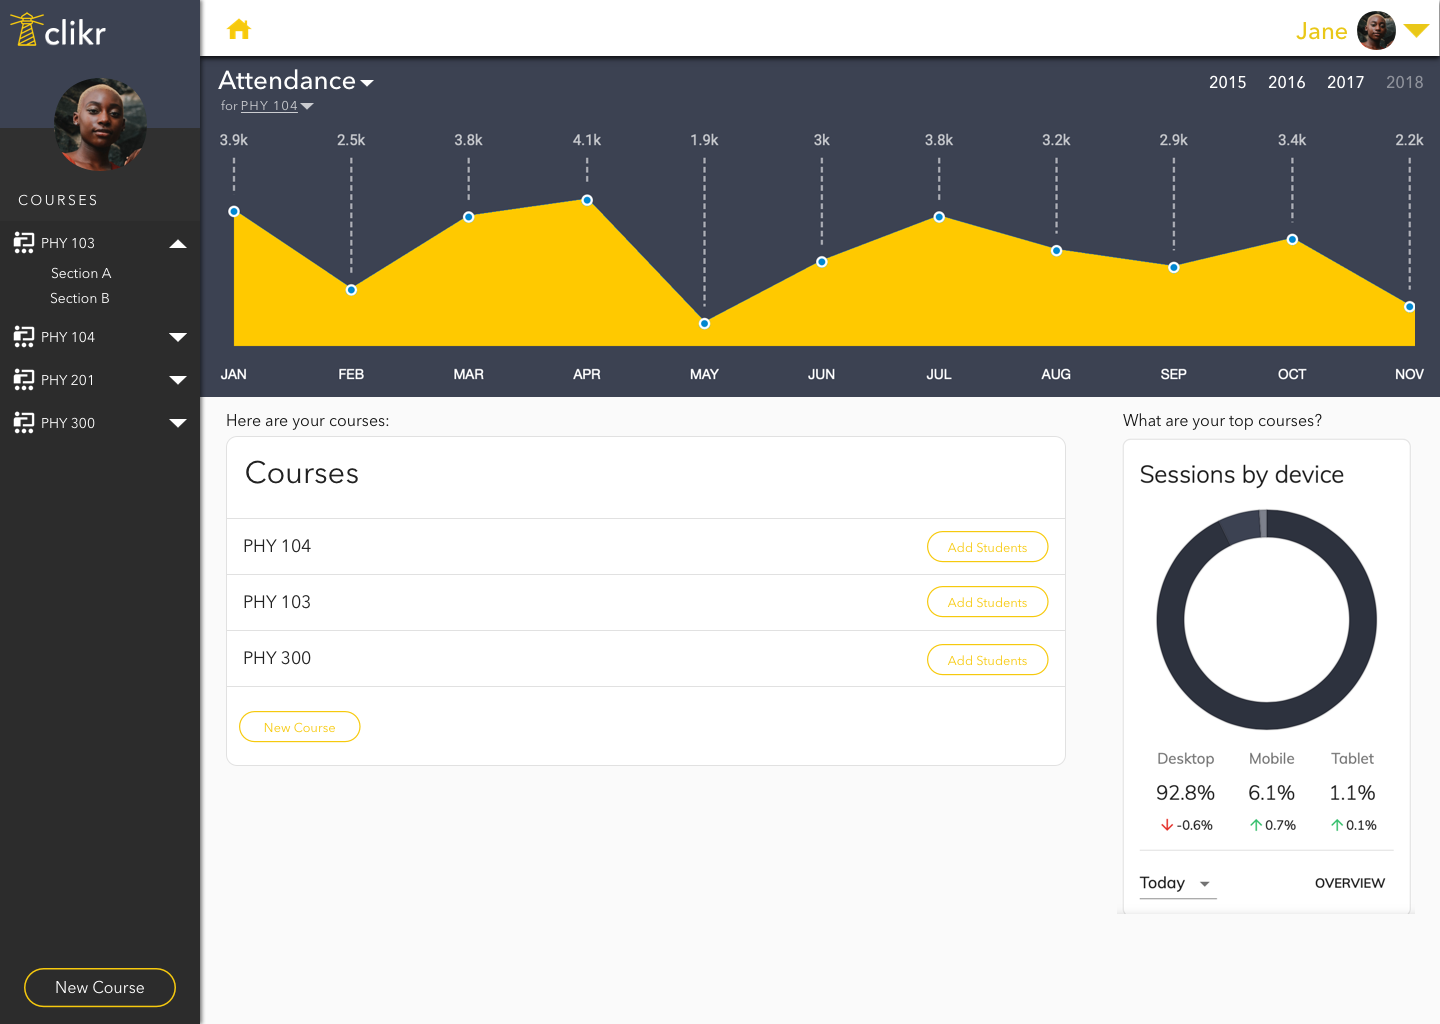 clikr
Jane
Attendance
for PHY 104
2015 2016 2017 2018
3.9k 2.5k 3.8k 4.1k 1.9k 3k 3.8k 3.2k 2.9k 3.4k 2.2k
JAN FEB MAR APR MAY JUN JUL AUG SEP OCT NOV
COURSES
PHY 103
Section A
Section B
PHY 104
PHY 201
PHY 300
New Course
Here are your courses:
Courses
PHY 104 Add Students
PHY 103 Add Students
PHY 300 Add Students
New Course
What are your top courses?
Sessions by device
Desktop Mobile Tablet
92.8% 6.1% 1.1%
-0.6% 0.7% 0.1%
Today OVERVIEW